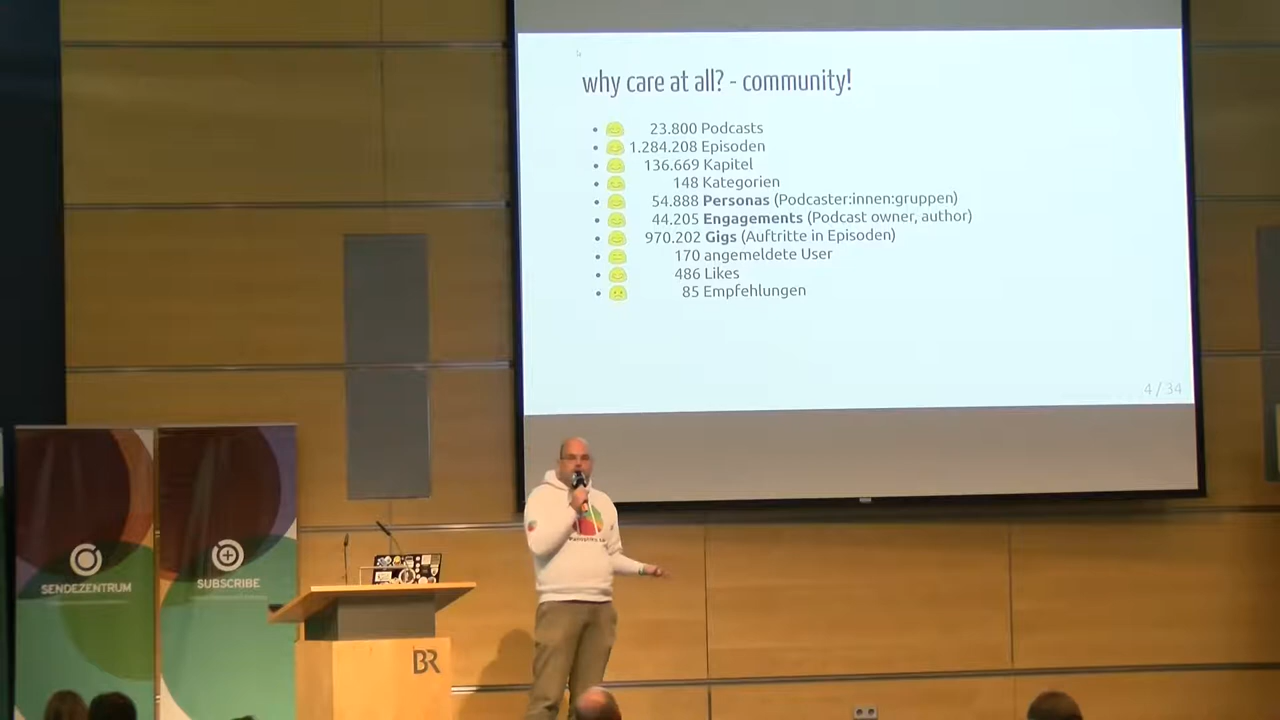 why care at all? - community!
23.800 Podcasts
1.284.208 Episoden
136.669 Kapitel
148 Kategorien
54.888 Personas (Podcaster:innen:gruppen)
44.205 Engagements (Podcast owner, author)
970.202 Gigs (Auftritte in Episoden)
170 angemeldete User
486 Likes
85 Empfehlungen
4 / 34
SENDEZENTRUM
SUBSCRIBE
BR